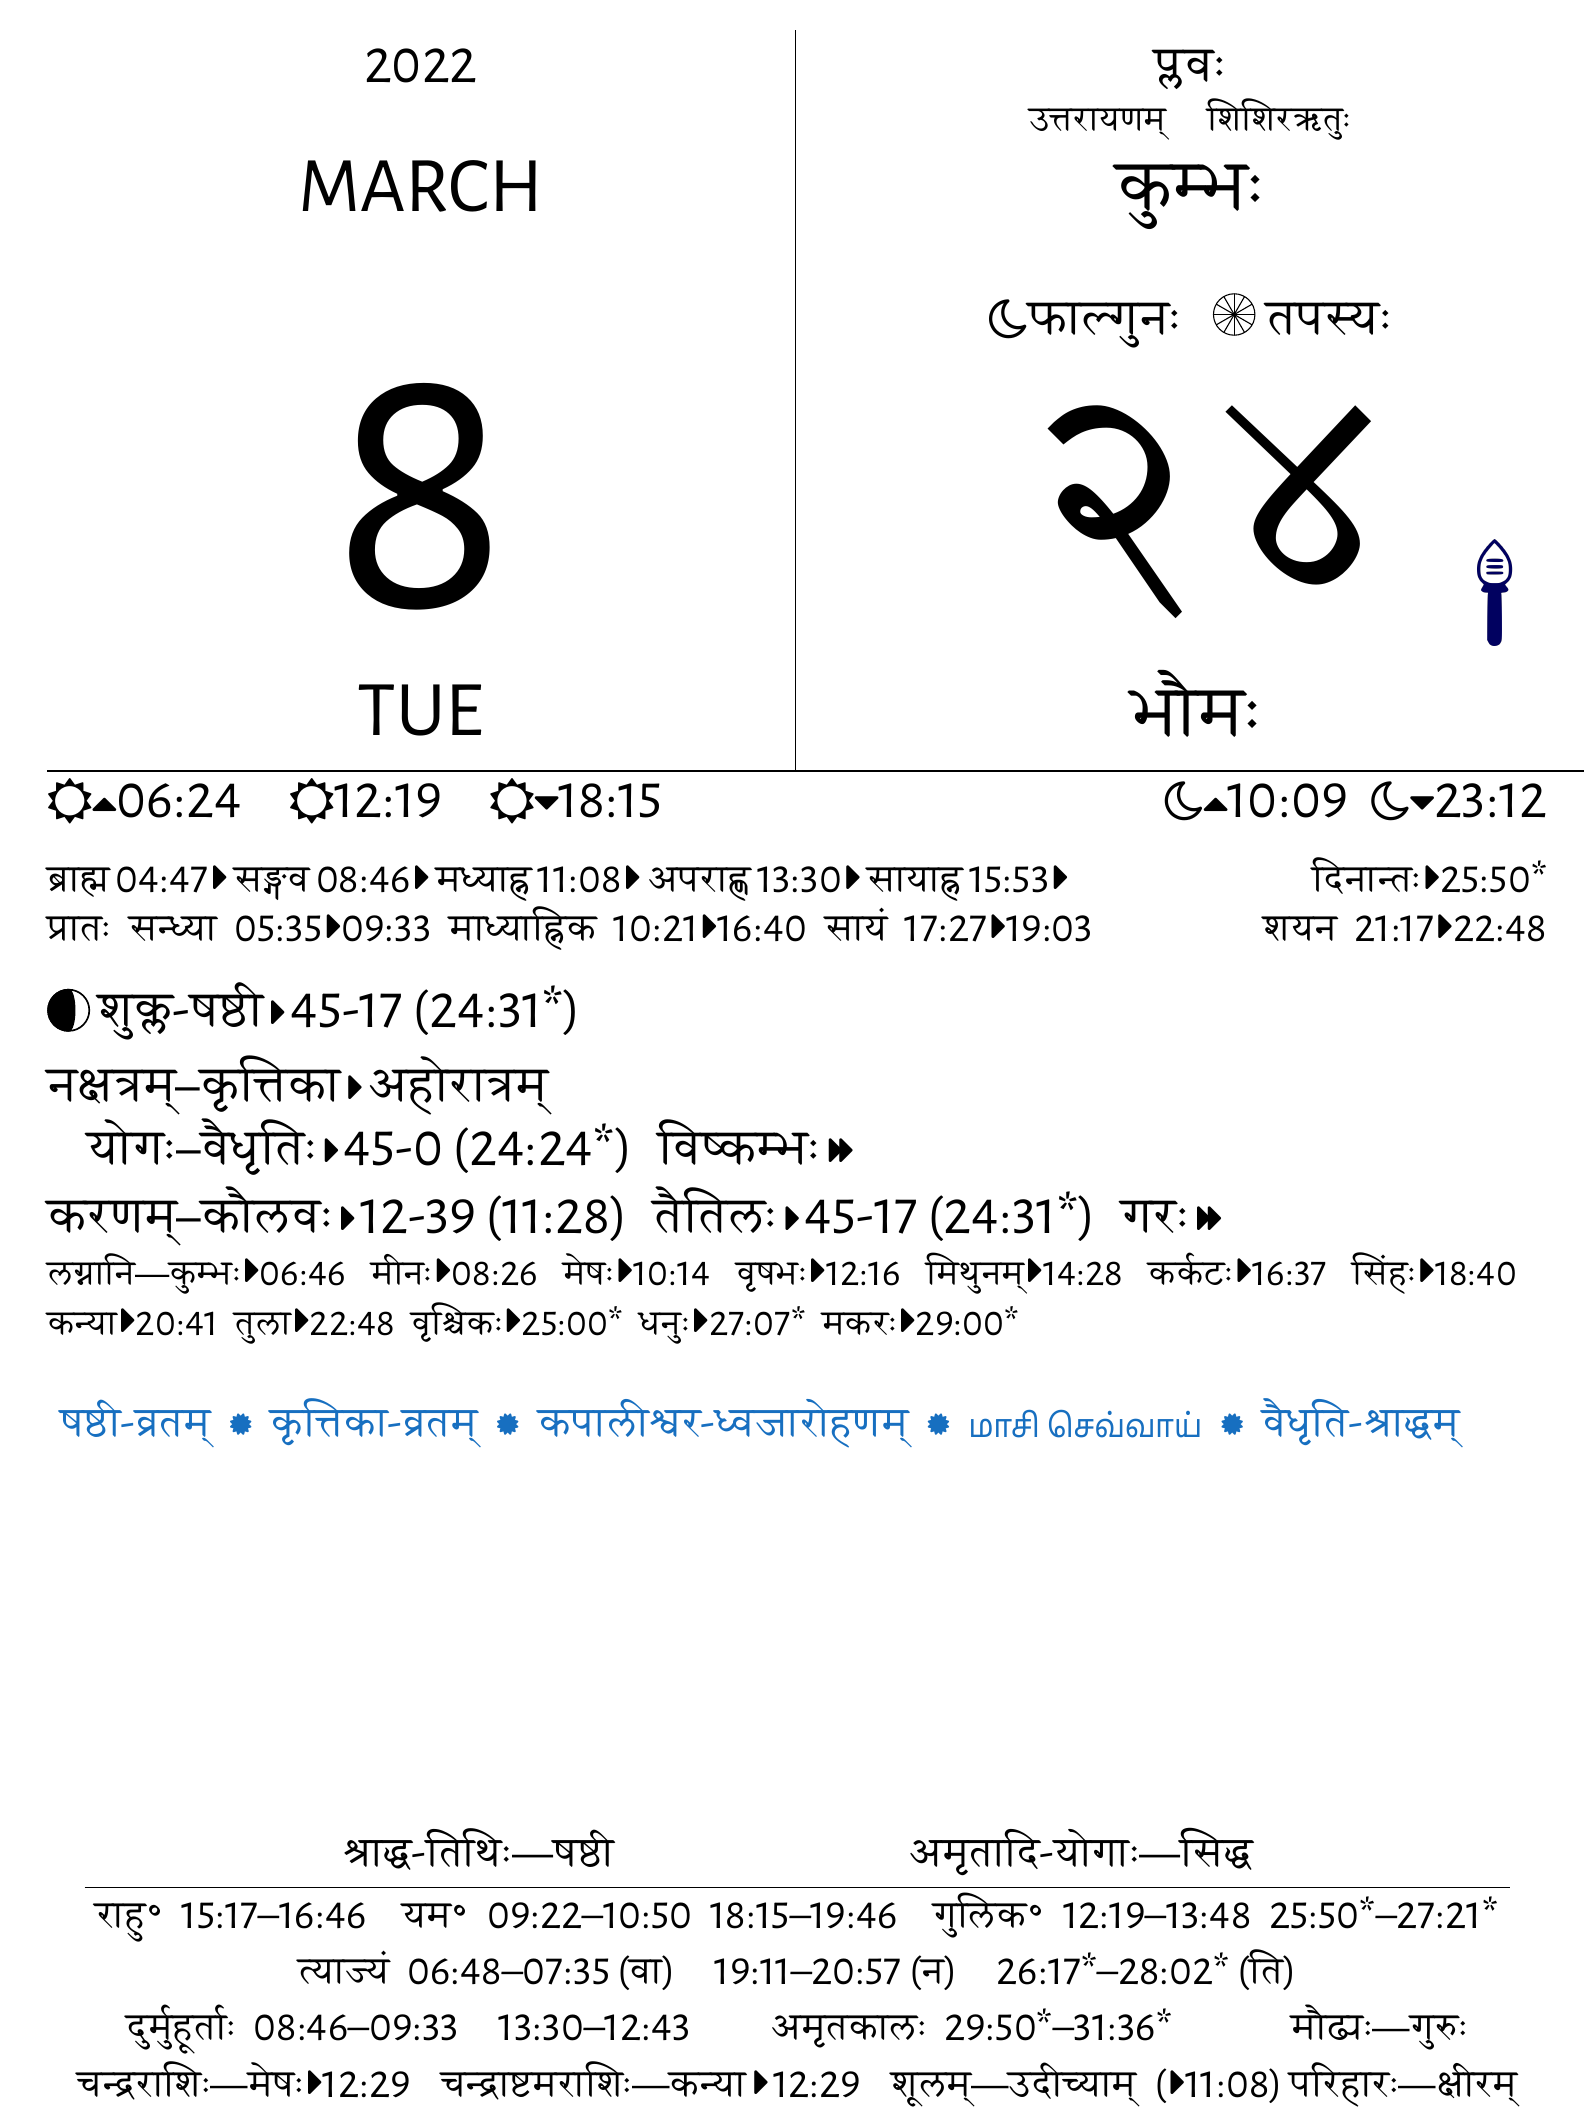 2022
MARCH
8
TUE
प्लवः
उत्तरायणम् शिशिरऋतुः
कुम्भः
फाल्गुनः तपस्यः
२४
भौमः
06:24 12:19 18:15 10:09 23:12
ब्राह्म 04:47 सङ्गव 08:46 मध्याह्न 11:08 अपराह्ण 13:30 सायाह्न 15:53 दिनान्तः 25:50*
प्रातः सन्ध्या 05:35 09:33 माध्याह्निक 10:21 16:40 सायं 17:27 19:03 शयन 21:17 22:48
शुक्ल-षष्ठी 45-17 (24:31*)
नक्षत्रम्–कृत्तिका अहोरात्रम्
योगः–वैधृतिः 45-0 (24:24*) विष्कम्भः
करणम्–कौलवः 12-39 (11:28) तैतिलः 45-17 (24:31*) गरः
लग्नानि—कुम्भः 06:46 मीनः 08:26 मेषः 10:14 वृषभः 12:16 मिथुनम् 14:28 कर्कटः 16:37 सिंहः 18:40
कन्या 20:41 तुला 22:48 वृश्चिकः 25:00* धनुः 27:07* मकरः 29:00*
षष्ठी-व्रतम् कृत्तिका-व्रतम् कपालीश्वर-ध्वजारोहणम् மாசி செவ்வாய் वैधृति-श्राद्धम्
श्राद्ध-तिथिः—षष्ठी अमृतादि-योगाः—सिद्ध
राहु॰ 15:17–16:46 यम॰ 09:22–10:50 18:15–19:46 गुलिक॰ 12:19–13:48 25:50*–27:21*
त्याज्यं 06:48–07:35 (वा) 19:11–20:57 (न) 26:17*–28:02* (ति)
दुर्मुहूर्ताः 08:46–09:33 13:30–12:43 अमृतकालः 29:50*–31:36* मौढ्यः—गुरुः
चन्द्रराशिः—मेषः 12:29 चन्द्राष्टमराशिः—कन्या 12:29 शूलम्—उदीच्याम् (11:08) परिहारः—क्षीरम्